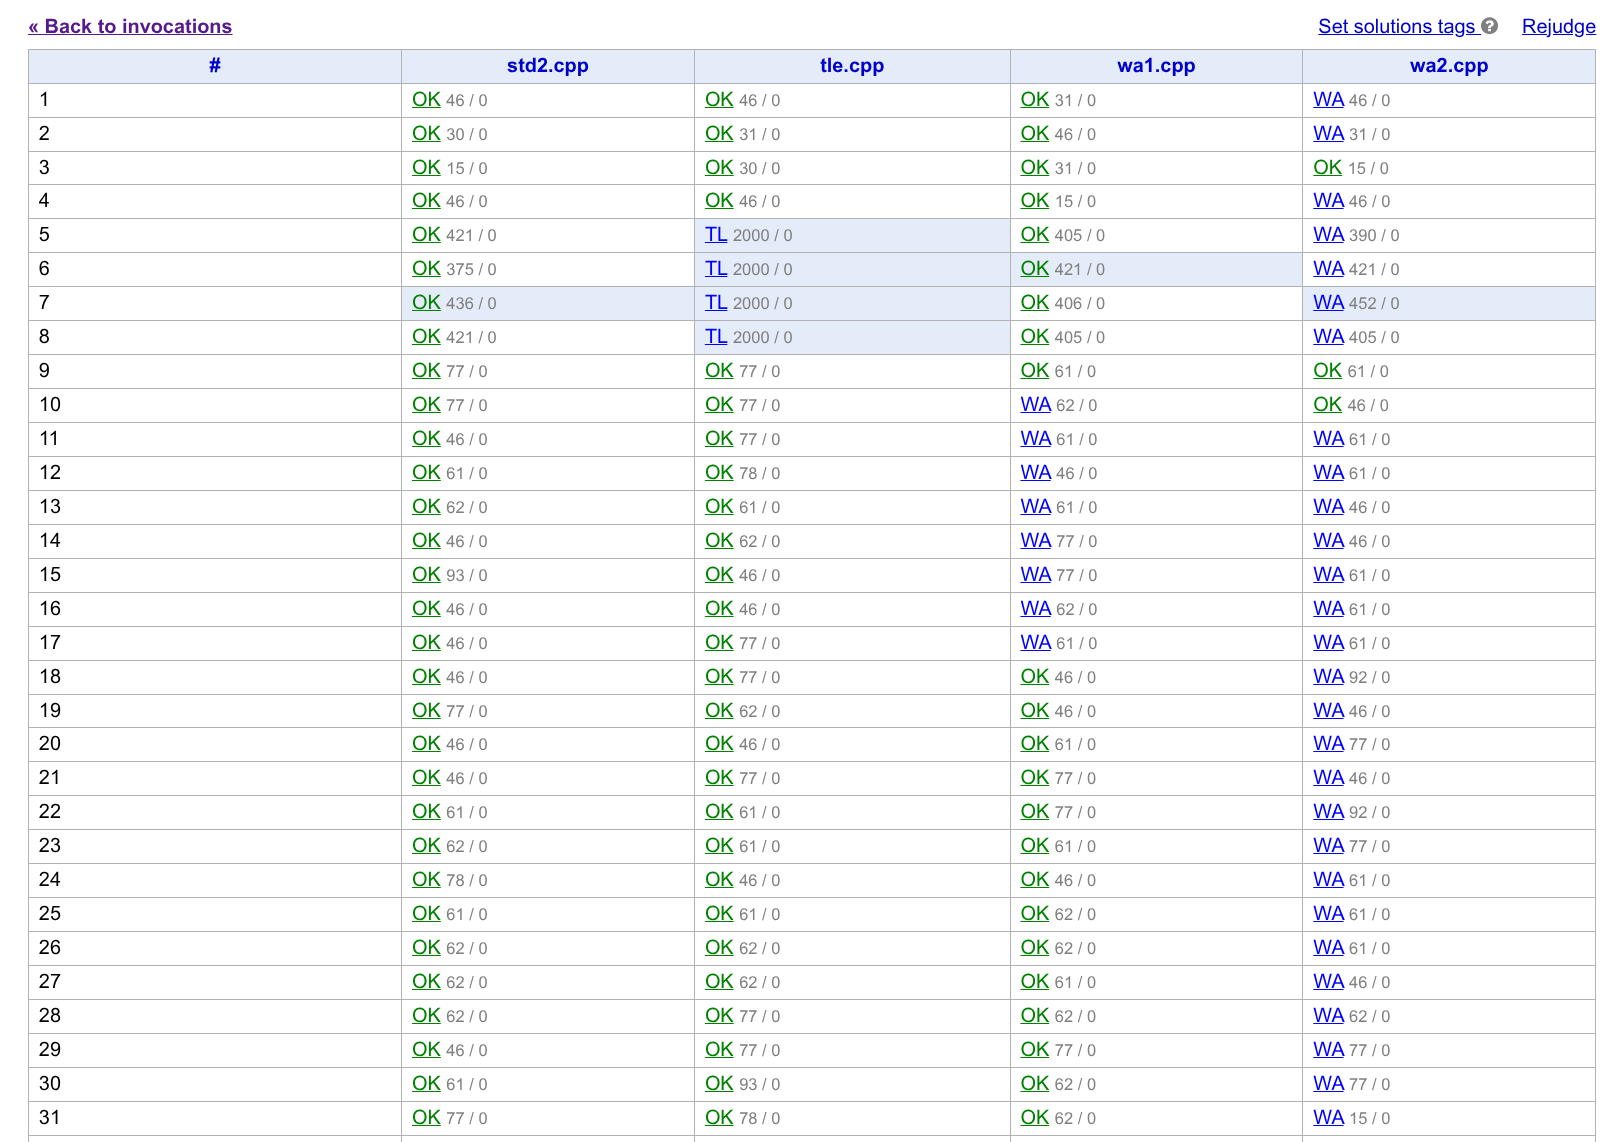 « Back to invocations Set solutions tags ? Rejudge
# std2.cpp tle.cpp wa1.cpp wa2.cpp
1 OK 46 / 0 OK 46 / 0 OK 31 / 0 WA 46 / 0
2 OK 30 / 0 OK 31 / 0 OK 46 / 0 WA 31 / 0
3 OK 15 / 0 OK 30 / 0 OK 31 / 0 OK 15 / 0
4 OK 46 / 0 OK 46 / 0 OK 15 / 0 WA 46 / 0
5 OK 421 / 0 TL 2000 / 0 OK 405 / 0 WA 390 / 0
6 OK 375 / 0 TL 2000 / 0 OK 421 / 0 WA 421 / 0
7 OK 436 / 0 TL 2000 / 0 OK 406 / 0 WA 452 / 0
8 OK 421 / 0 TL 2000 / 0 OK 405 / 0 WA 405 / 0
9 OK 77 / 0 OK 77 / 0 OK 61 / 0 OK 61 / 0
10 OK 77 / 0 OK 77 / 0 WA 62 / 0 OK 46 / 0
11 OK 46 / 0 OK 77 / 0 WA 61 / 0 WA 61 / 0
12 OK 61 / 0 OK 78 / 0 WA 46 / 0 WA 61 / 0
13 OK 62 / 0 OK 61 / 0 WA 61 / 0 WA 46 / 0
14 OK 46 / 0 OK 62 / 0 WA 77 / 0 WA 46 / 0
15 OK 93 / 0 OK 46 / 0 WA 77 / 0 WA 61 / 0
16 OK 46 / 0 OK 46 / 0 WA 62 / 0 WA 61 / 0
17 OK 46 / 0 OK 77 / 0 WA 61 / 0 WA 61 / 0
18 OK 46 / 0 OK 77 / 0 OK 46 / 0 WA 92 / 0
19 OK 77 / 0 OK 62 / 0 OK 46 / 0 WA 46 / 0
20 OK 46 / 0 OK 46 / 0 OK 61 / 0 WA 77 / 0
21 OK 46 / 0 OK 77 / 0 OK 77 / 0 WA 46 / 0
22 OK 61 / 0 OK 61 / 0 OK 77 / 0 WA 92 / 0
23 OK 62 / 0 OK 61 / 0 OK 61 / 0 WA 77 / 0
24 OK 78 / 0 OK 46 / 0 OK 46 / 0 WA 61 / 0
25 OK 61 / 0 OK 61 / 0 OK 62 / 0 WA 61 / 0
26 OK 62 / 0 OK 62 / 0 OK 62 / 0 WA 61 / 0
27 OK 62 / 0 OK 62 / 0 OK 61 / 0 WA 46 / 0
28 OK 62 / 0 OK 77 / 0 OK 62 / 0 WA 62 / 0
29 OK 46 / 0 OK 77 / 0 OK 77 / 0 WA 77 / 0
30 OK 61 / 0 OK 93 / 0 OK 62 / 0 WA 77 / 0
31 OK 77 / 0 OK 78 / 0 OK 62 / 0 WA 15 / 0